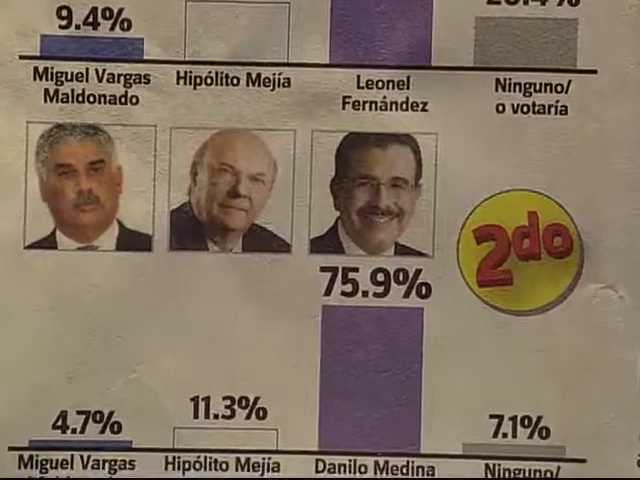 9.4%
Miguel Vargas Maldonado
Hipólito Mejía
Leonel Fernández
Ninguno/ o votaría
75.9%
2do
4.7%
11.3%
7.1%
Miguel Vargas
Hipólito Mejía
Danilo Medina
Ninguno/